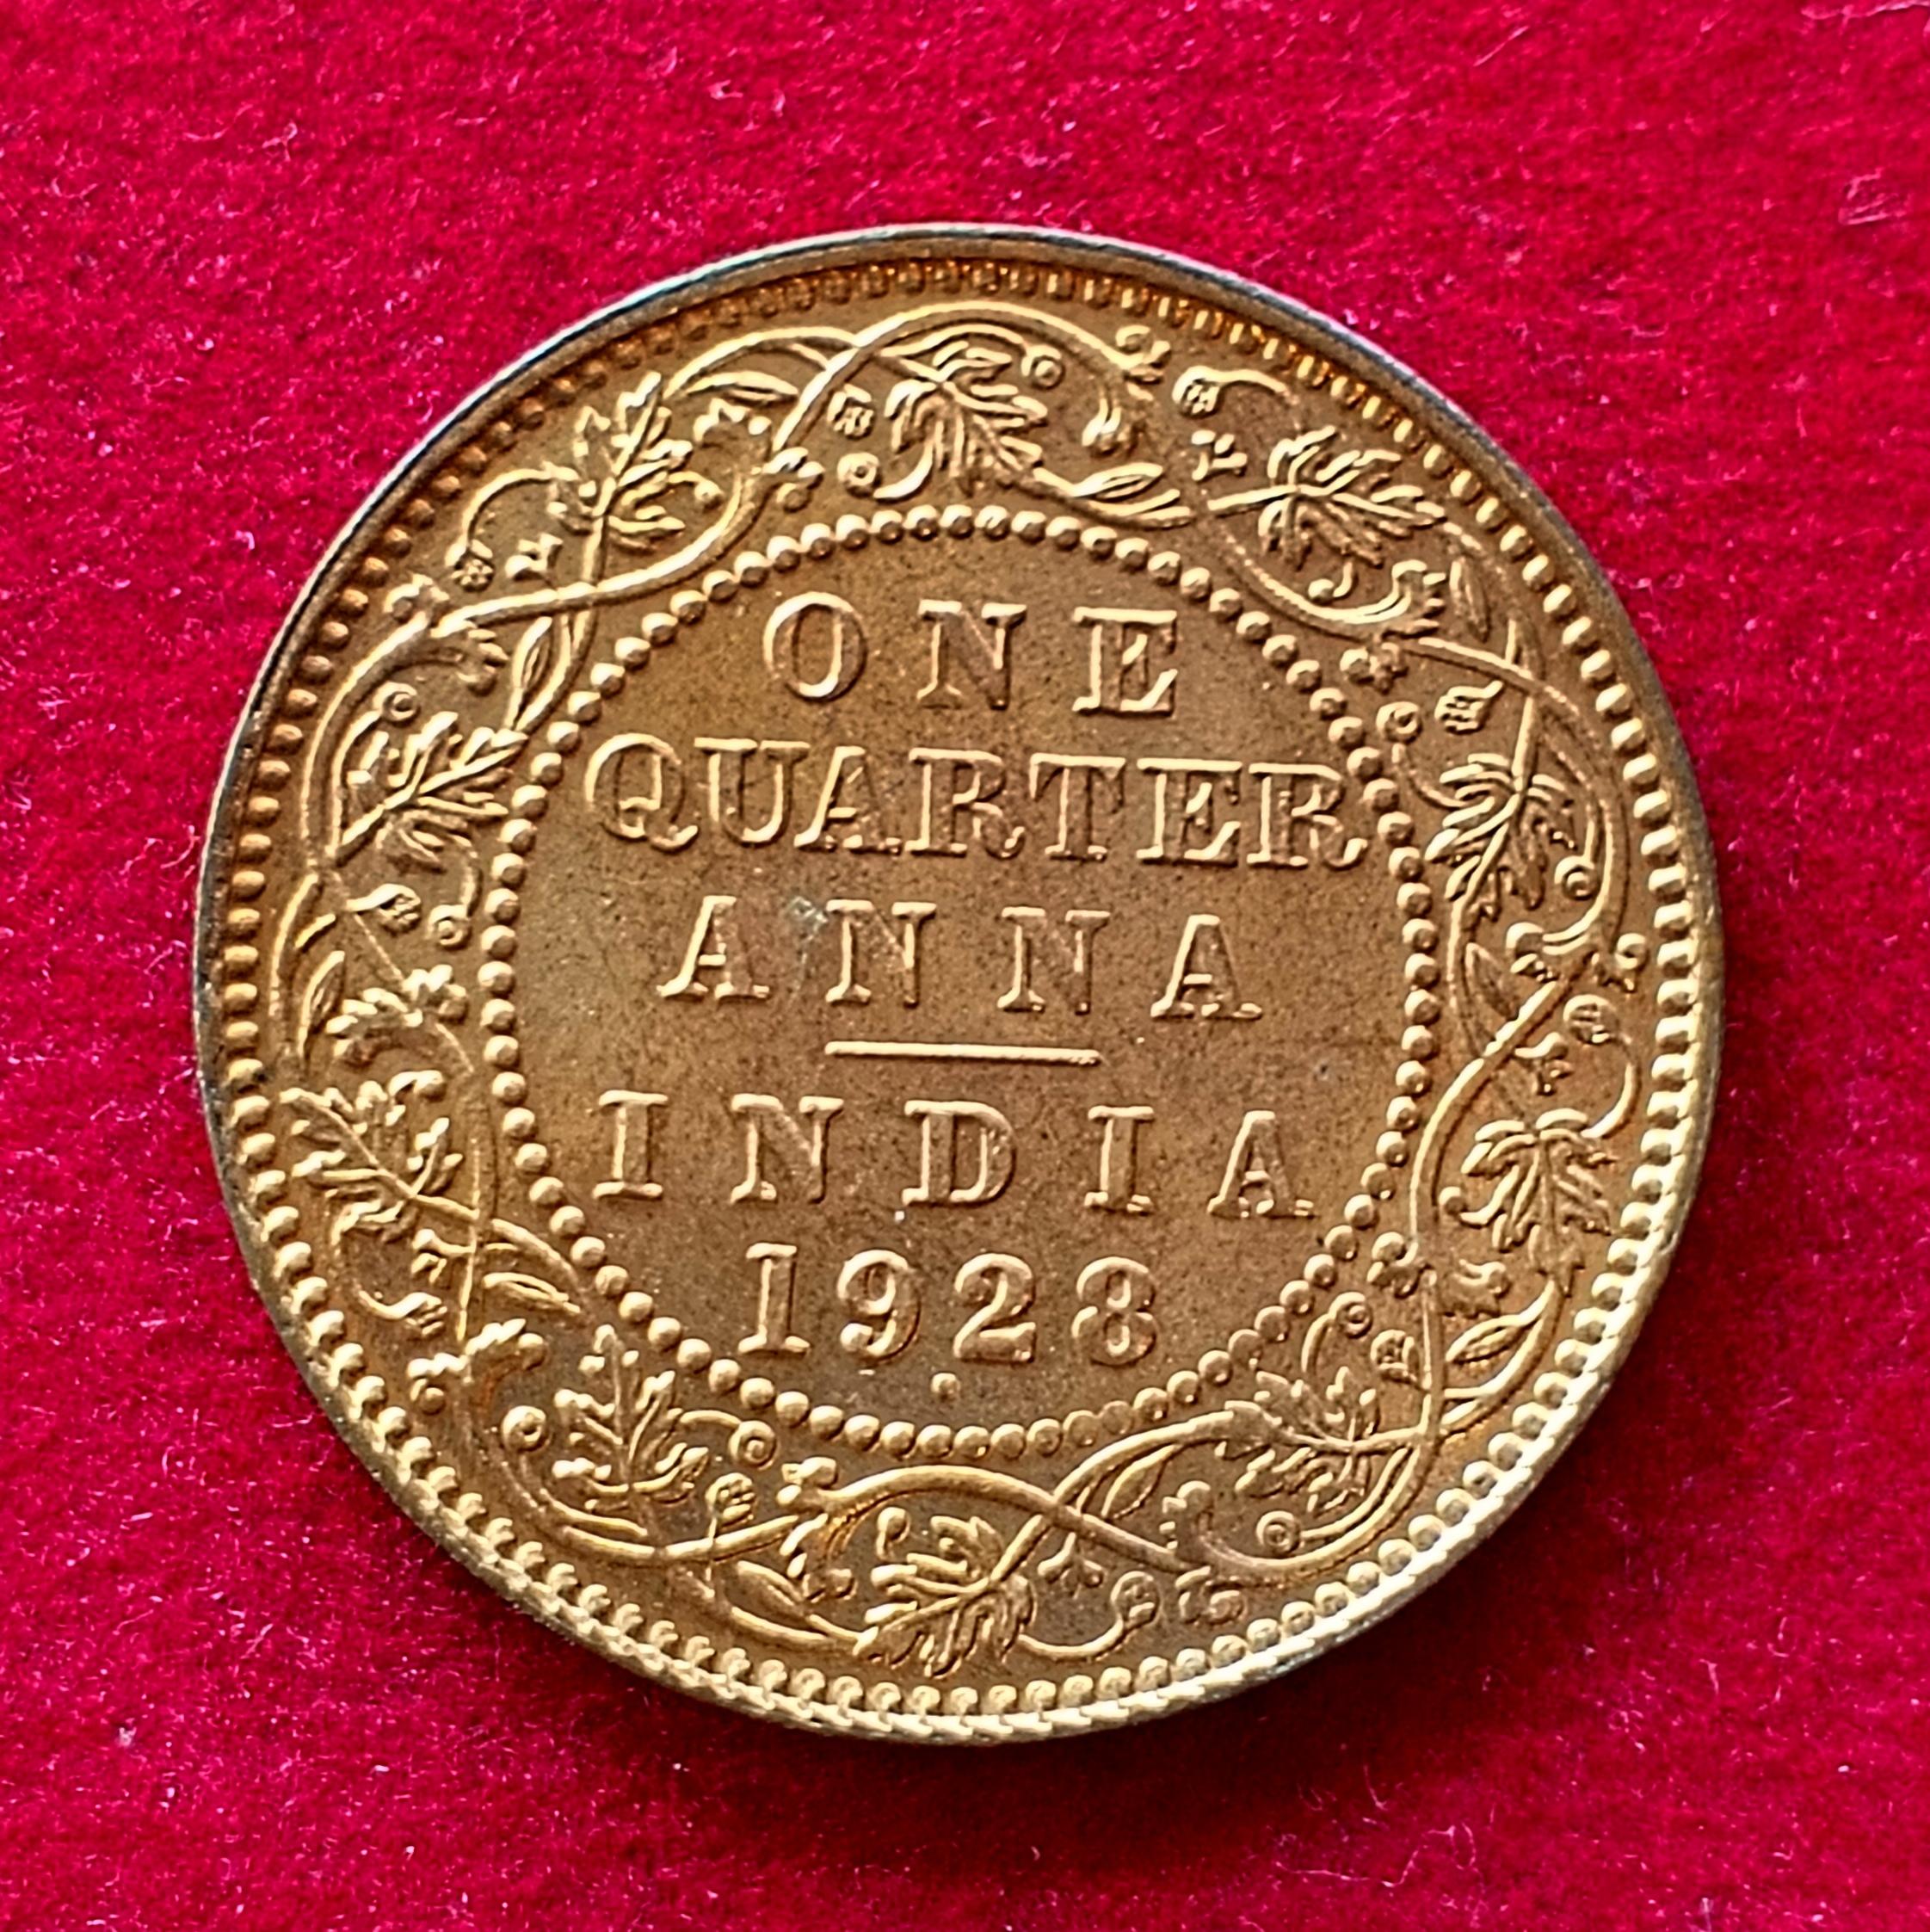 ONE
QUARTER
ANNA
INDIA
1928